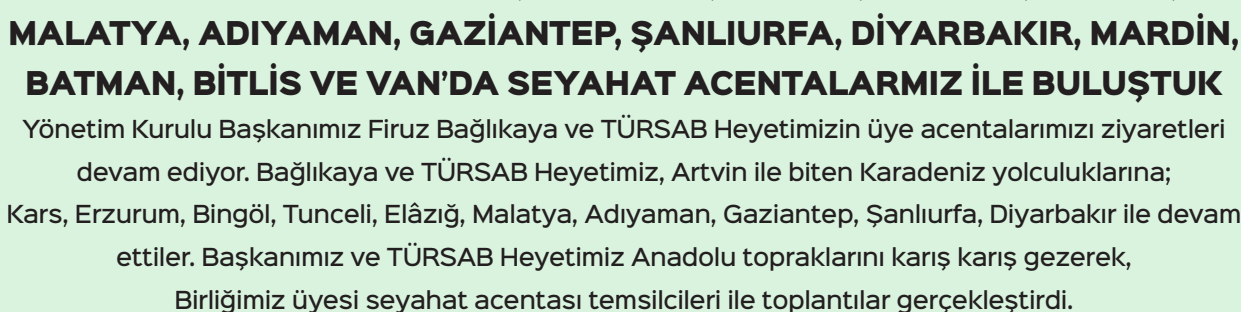 MALATYA, ADIYAMAN, GAZİANTEP, ŞANLIURFA, DİYARBAKIR, MARDİN,
BATMAN, BİTLİS VE VAN’DA SEYAHAT ACENTALARMIZ İLE BULUŞTUK
Yönetim Kurulu Başkanımız Firuz Bağlıkaya ve TÜRSAB Heyetimizin üye acentalarımızı ziyaretleri
devam ediyor. Bağlıkaya ve TÜRSAB Heyetimiz, Artvin ile biten Karadeniz yolculuklarına;
Kars, Erzurum, Bingöl, Tunceli, Elâzığ, Malatya, Adıyaman, Gaziantep, Şanlıurfa, Diyarbakır ile devam
ettiler. Başkanımız ve TÜRSAB Heyetimiz Anadolu topraklarını karış karış gezerek,
Birliğimiz üyesi seyahat acentası temsilcileri ile toplantılar gerçekleştirdi.